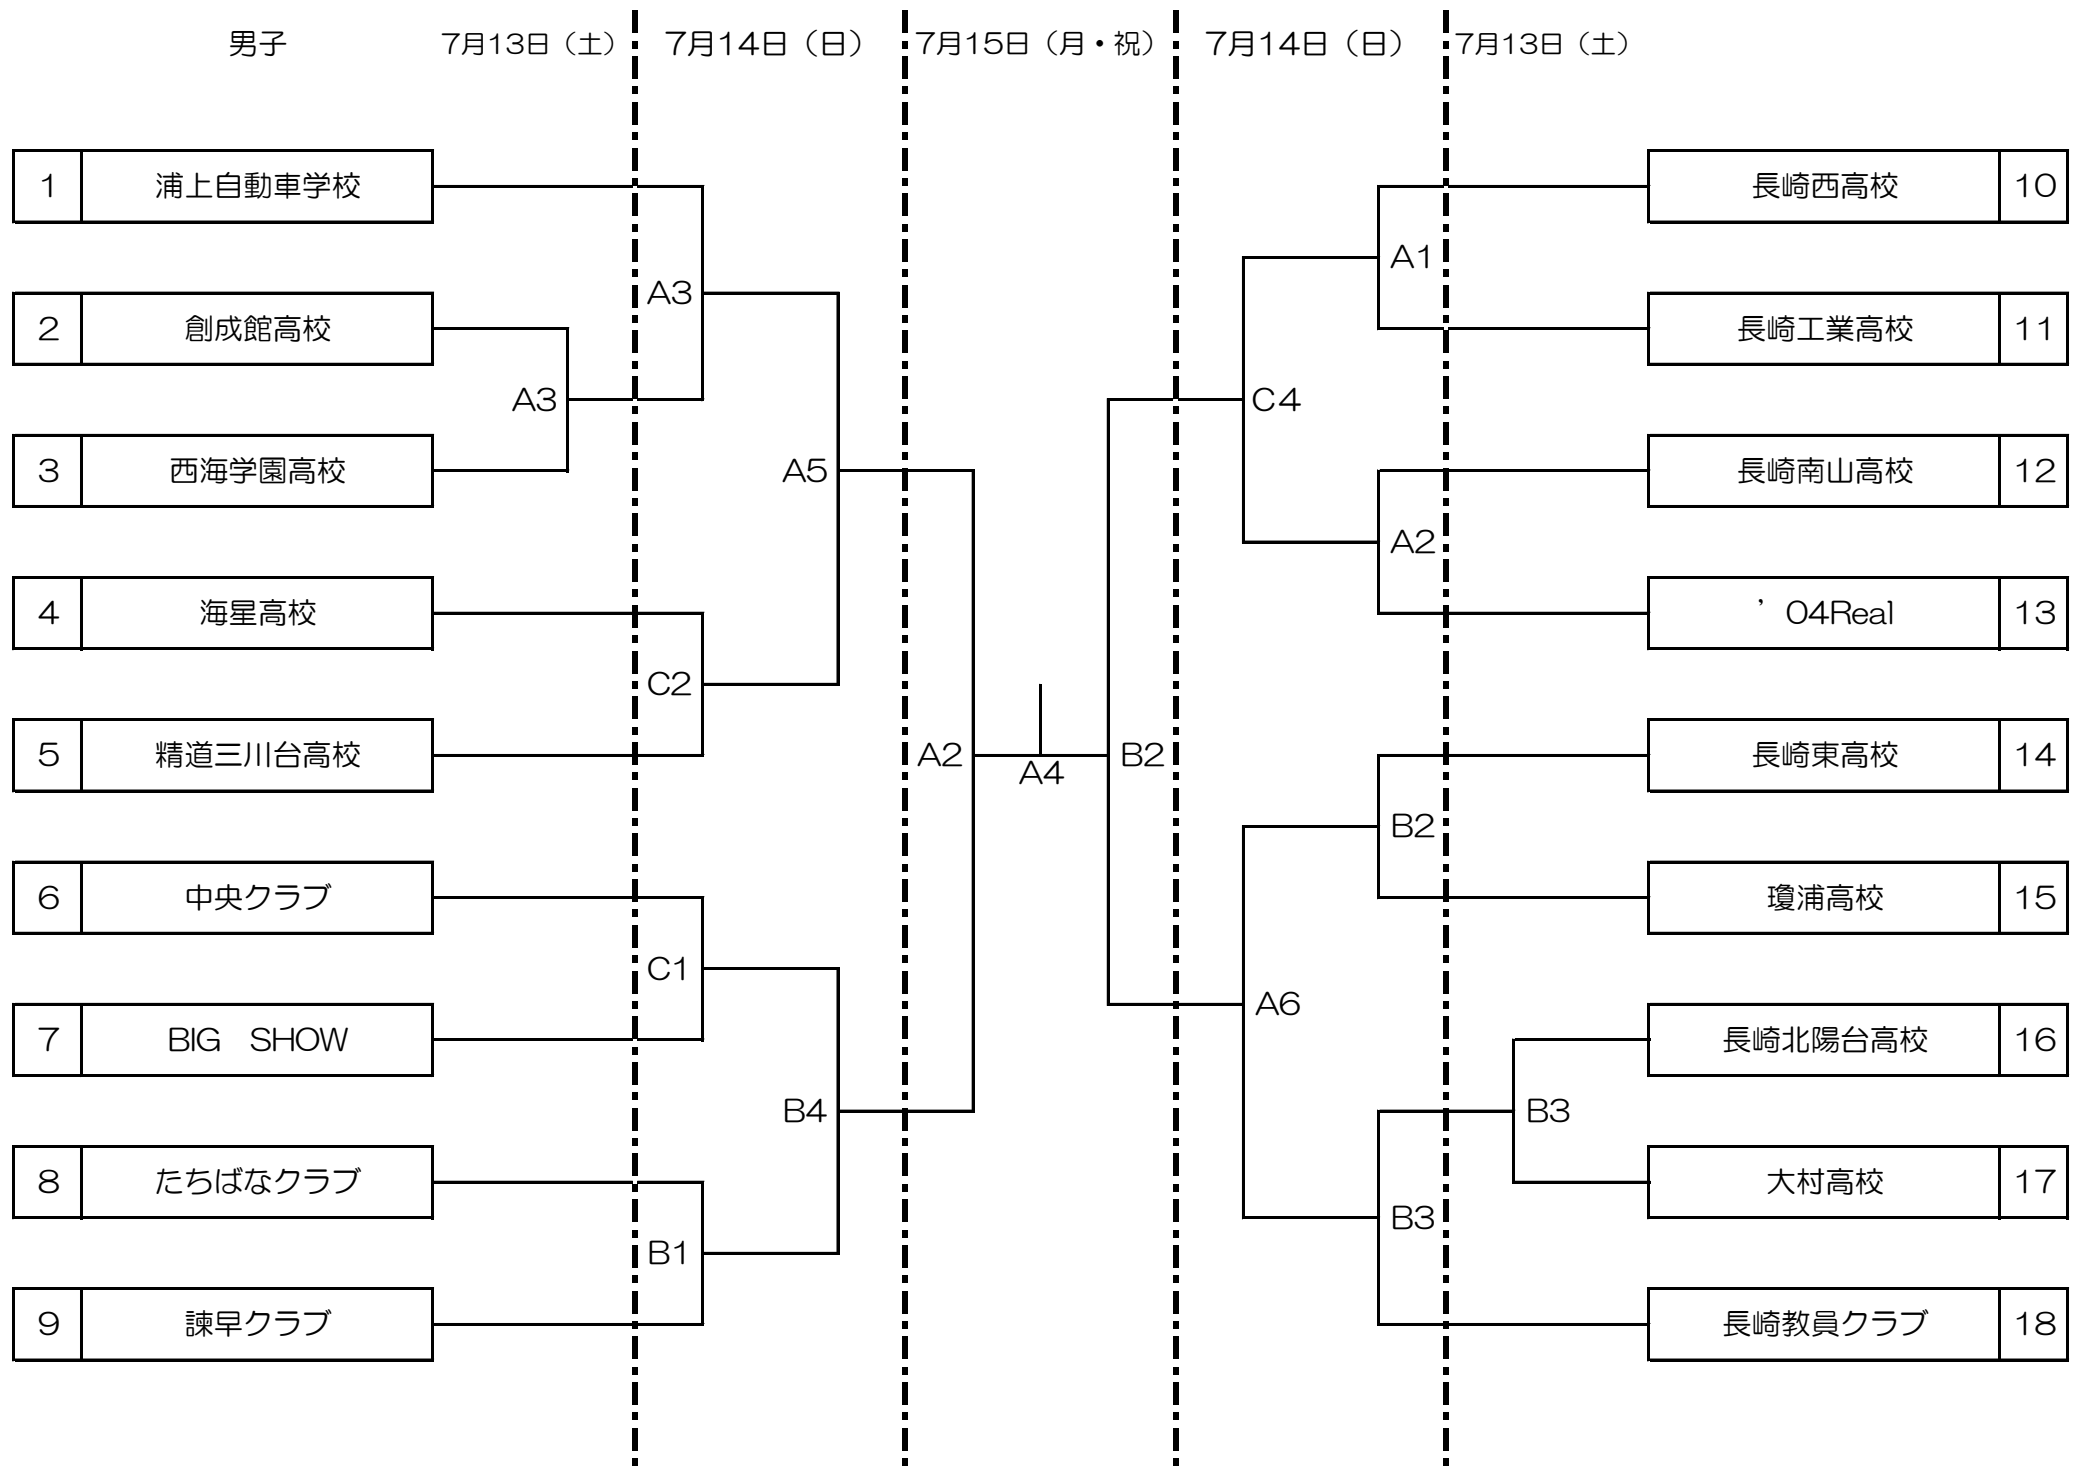 男子 7月13日（土） 7月14日（日） 7月15日（月・祝） 7月14日（日） 7月13日（土）
1 浦上自動車学校 長崎西高校 10
A1
A3
2 創成館高校 長崎工業高校 11
A3 C4
3 西海学園高校 A5 長崎南山高校 12
A2
4 海星高校 ’04Real 13
C2
5 精道三川台高校 A2 B2 長崎東高校 14
A4
B2
6 中央クラブ 瓊浦高校 15
C1
A6
7 BIG SHOW 長崎北陽台高校 16
B4 B3
8 たちばなクラブ 大村高校 17
B3
B1
9 諫早クラブ 長崎教員クラブ 18